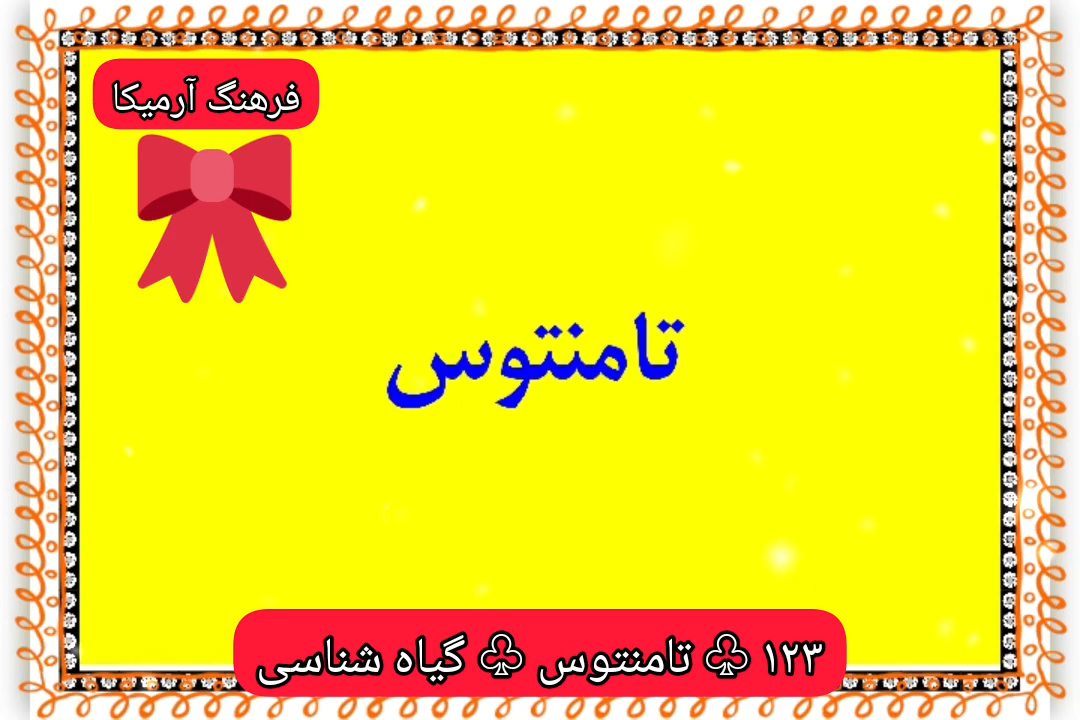 فرهنگ آرمیکا
تامنتوس
۱۲۳ ♧ تامنتوس ♧ گیاه شناسی